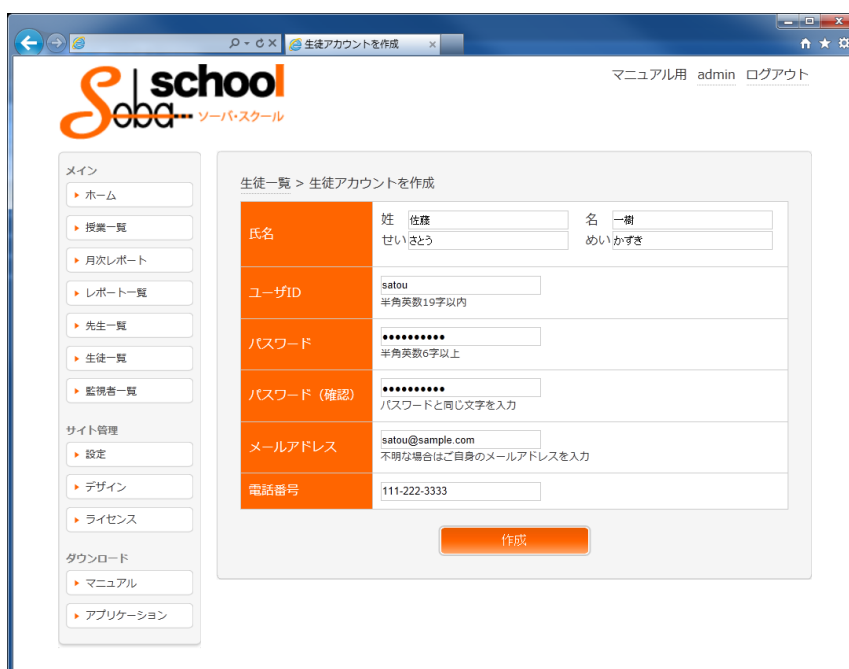 生徒アカウントを作成
マニュアル用 admin ログアウト
school
Soba
ソーバ・スクール
メイン
ホーム
授業一覧
月次レポート
レポート一覧
先生一覧
生徒一覧
監視者一覧
サイト管理
設定
デザイン
ライセンス
ダウンロード
マニュアル
アプリケーション
生徒一覧 > 生徒アカウントを作成
氏名
姓 佐藤 名 一樹
せい さとう めい かずき
ユーザID
satou
半角英数19字以内
パスワード
••••••••••
半角英数6字以上
パスワード（確認）
••••••••••
パスワードと同じ文字を入力
メールアドレス
satou@sample.com
不明な場合はご自身のメールアドレスを入力
電話番号
111-222-3333
作成